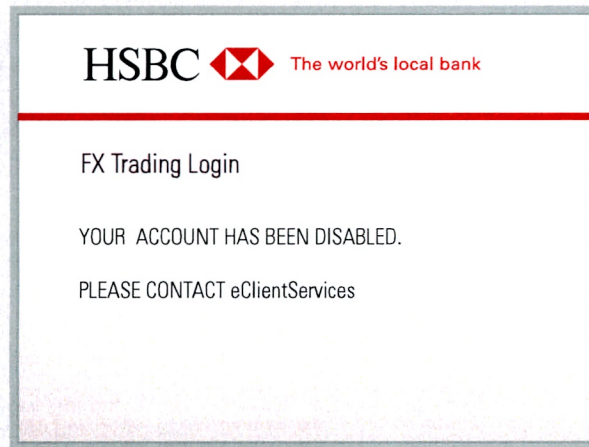 HSBC The world's local bank
FX Trading Login
YOUR ACCOUNT HAS BEEN DISABLED.
PLEASE CONTACT eClientServices